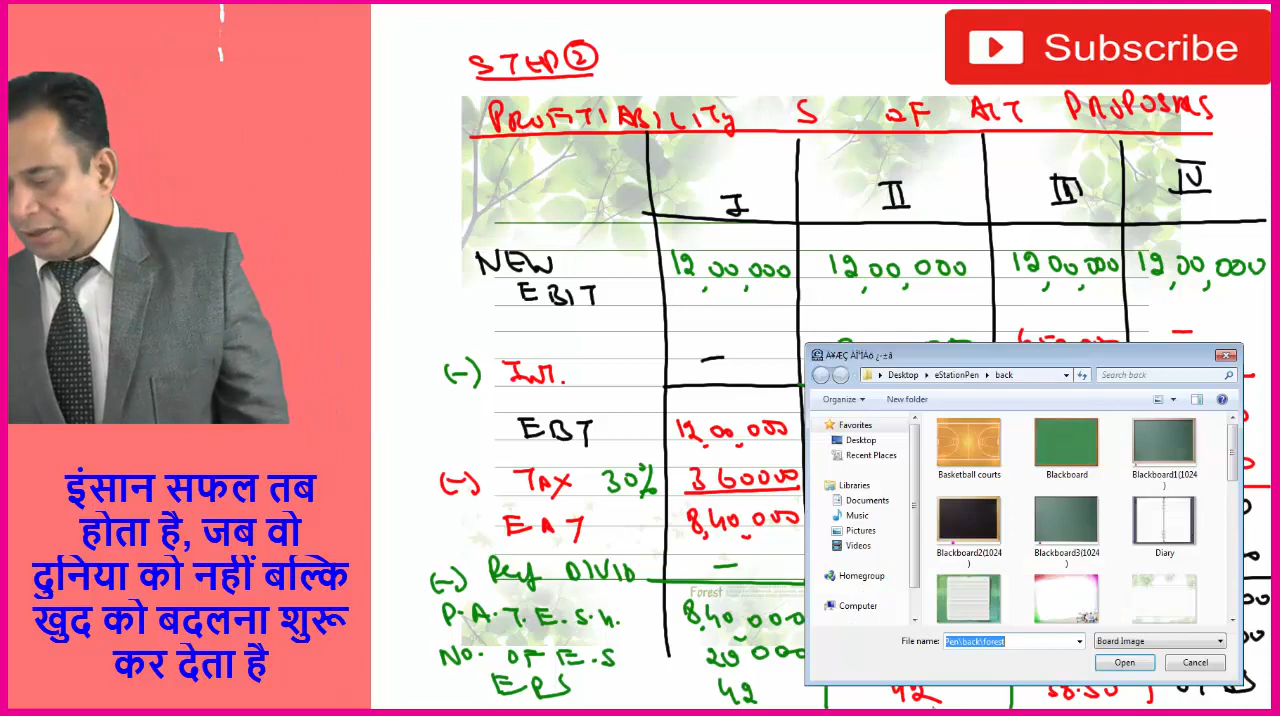 STEP 2
Subscribe
PROFITIABILITY S OF ALT PROPOSALS
I II III IV
NEW 12,00,000 12,00,000 12,00,000 12,00,000
EBIT
(-) INT. — —
EBT 12,00,000
(-) TAX 30% 360000
EAT 8,40,000
(-) Ref DIVID —
P.A.T.E.S.h. 8,40,000
NO. OF E.S 20000
EPS 42 42 38.50
Desktop eStationPen back
Search back
Organize New folder
Favorites
Desktop
Recent Places
Libraries
Documents
Music
Pictures
Videos
Homegroup
Computer
Basketball courts Blackboard Blackboard1(1024
)
Blackboard2(1024 Blackboard3(1024 Diary
) )
File name: Pen\back\forest Board Image
Open Cancel
Forest
इंसान सफल तब
होता है, जब वो
दुनिया को नहीं बल्कि
खुद को बदलना शुरू
कर देता है